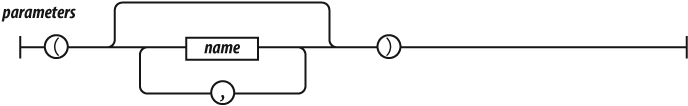 parameters
( name )
,